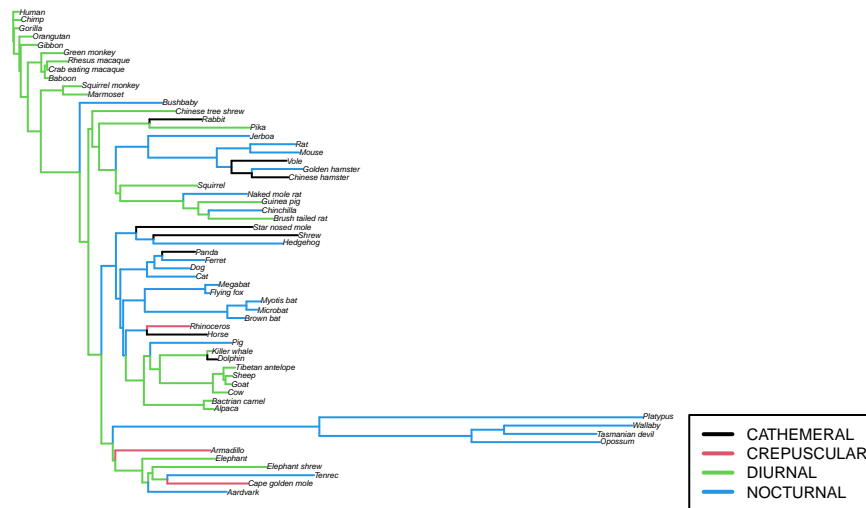 Human
Chimp
Gorilla
Orangutan
Gibbon
Green monkey
Rhesus macaque
Crab eating macaque
Baboon
Squirrel monkey
Marmoset
Bushbaby
Chinese tree shrew
Rabbit
Pika
Jerboa
Rat
Mouse
Vole
Golden hamster
Chinese hamster
Squirrel
Naked mole rat
Guinea pig
Chinchilla
Brush tailed rat
Star nosed mole
Shrew
Hedgehog
Panda
Ferret
Dog
Cat
Megabat
Flying fox
Myotis bat
Microbat
Brown bat
Rhinoceros
Horse
Pig
Killer whale
Dolphin
Tibetan antelope
Sheep
Goat
Cow
Bactrian camel
Alpaca
Platypus
Wallaby
Tasmanian devil
Opossum
Armadillo
Elephant
Elephant shrew
Tenrec
Cape golden mole
Aardvark
CATHEMERAL
CREPUSCULAR
DIURNAL
NOCTURNAL